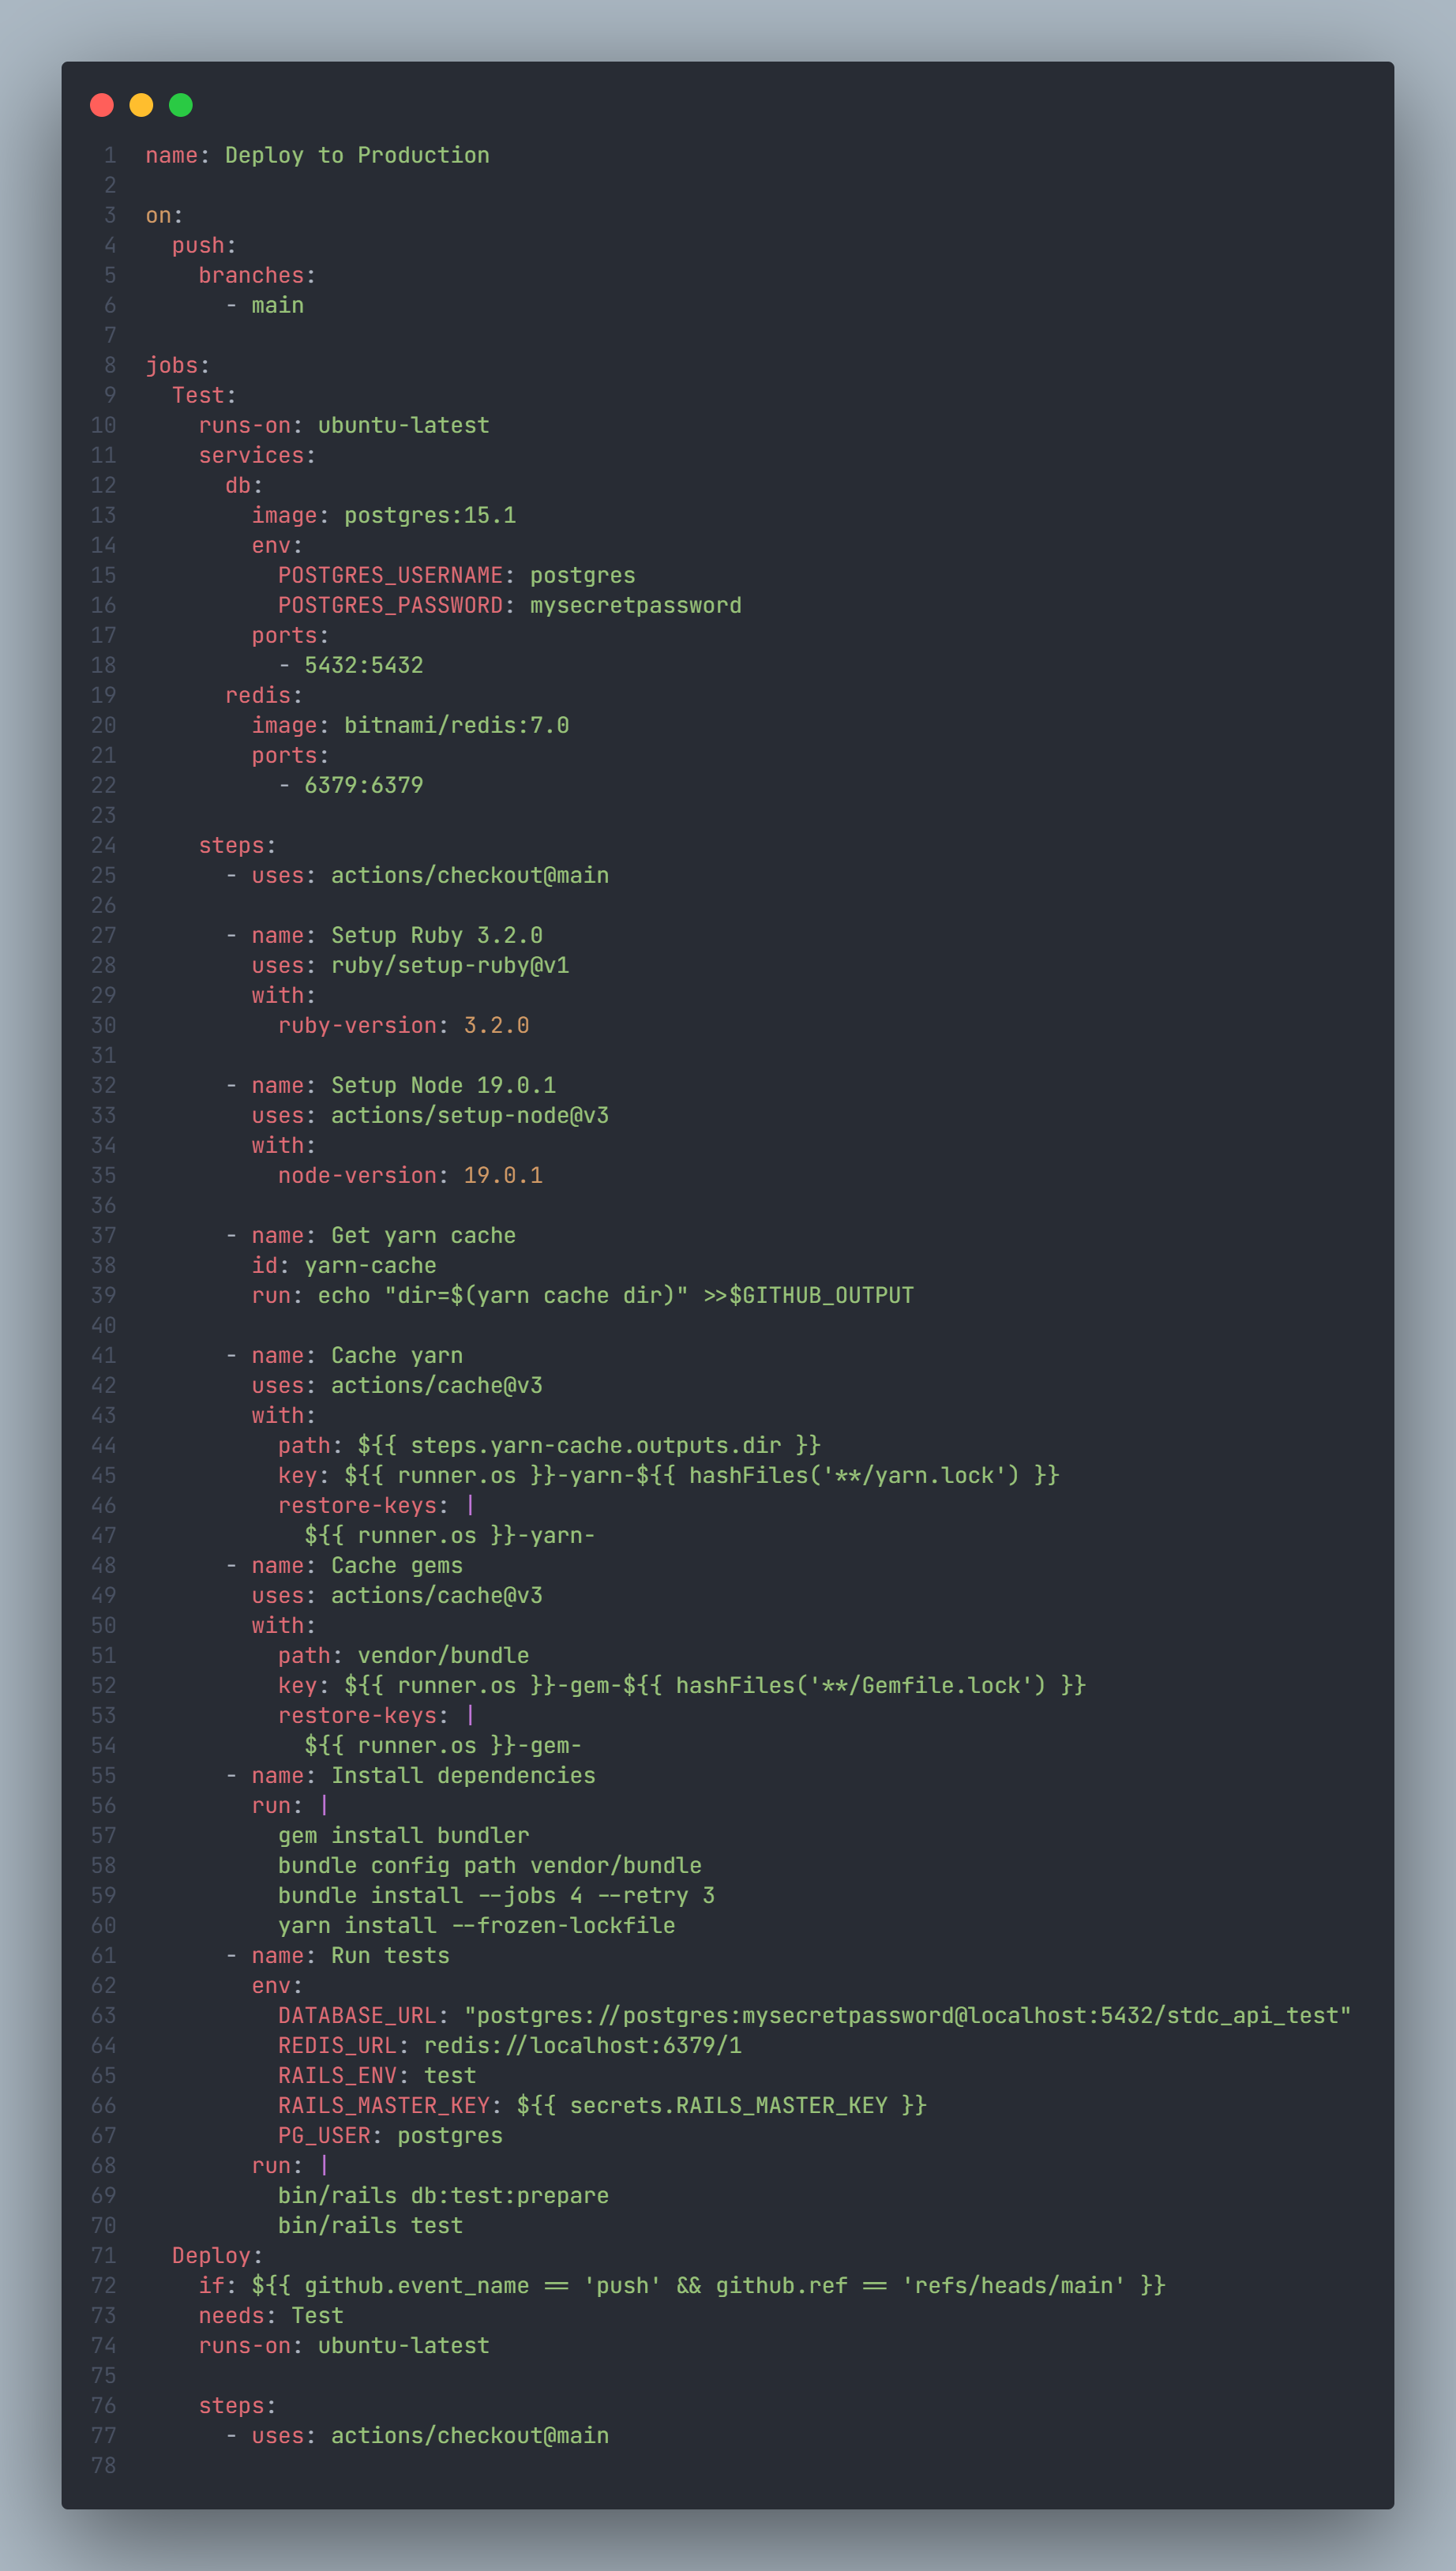 1 name: Deploy to Production
2
3 on:
4   push:
5     branches:
6       - main
7
8 jobs:
9   Test:
10     runs-on: ubuntu-latest
11     services:
12       db:
13         image: postgres:15.1
14         env:
15           POSTGRES_USERNAME: postgres
16           POSTGRES_PASSWORD: mysecretpassword
17         ports:
18           - 5432:5432
19       redis:
20         image: bitnami/redis:7.0
21         ports:
22           - 6379:6379
23
24     steps:
25       - uses: actions/checkout@main
26
27       - name: Setup Ruby 3.2.0
28         uses: ruby/setup-ruby@v1
29         with:
30           ruby-version: 3.2.0
31
32       - name: Setup Node 19.0.1
33         uses: actions/setup-node@v3
34         with:
35           node-version: 19.0.1
36
37       - name: Get yarn cache
38         id: yarn-cache
39         run: echo "dir=$(yarn cache dir)" >>$GITHUB_OUTPUT
40
41       - name: Cache yarn
42         uses: actions/cache@v3
43         with:
44           path: ${{ steps.yarn-cache.outputs.dir }}
45           key: ${{ runner.os }}-yarn-${{ hashFiles('**/yarn.lock') }}
46           restore-keys: |
47             ${{ runner.os }}-yarn-
48       - name: Cache gems
49         uses: actions/cache@v3
50         with:
51           path: vendor/bundle
52           key: ${{ runner.os }}-gem-${{ hashFiles('**/Gemfile.lock') }}
53           restore-keys: |
54             ${{ runner.os }}-gem-
55       - name: Install dependencies
56         run: |
57           gem install bundler
58           bundle config path vendor/bundle
59           bundle install --jobs 4 --retry 3
60           yarn install --frozen-lockfile
61       - name: Run tests
62         env:
63           DATABASE_URL: "postgres://postgres:mysecretpassword@localhost:5432/stdc_api_test"
64           REDIS_URL: redis://localhost:6379/1
65           RAILS_ENV: test
66           RAILS_MASTER_KEY: ${{ secrets.RAILS_MASTER_KEY }}
67           PG_USER: postgres
68         run: |
69           bin/rails db:test:prepare
70           bin/rails test
71   Deploy:
72     if: ${{ github.event_name == 'push' && github.ref == 'refs/heads/main' }}
73     needs: Test
74     runs-on: ubuntu-latest
75
76     steps:
77       - uses: actions/checkout@main
78